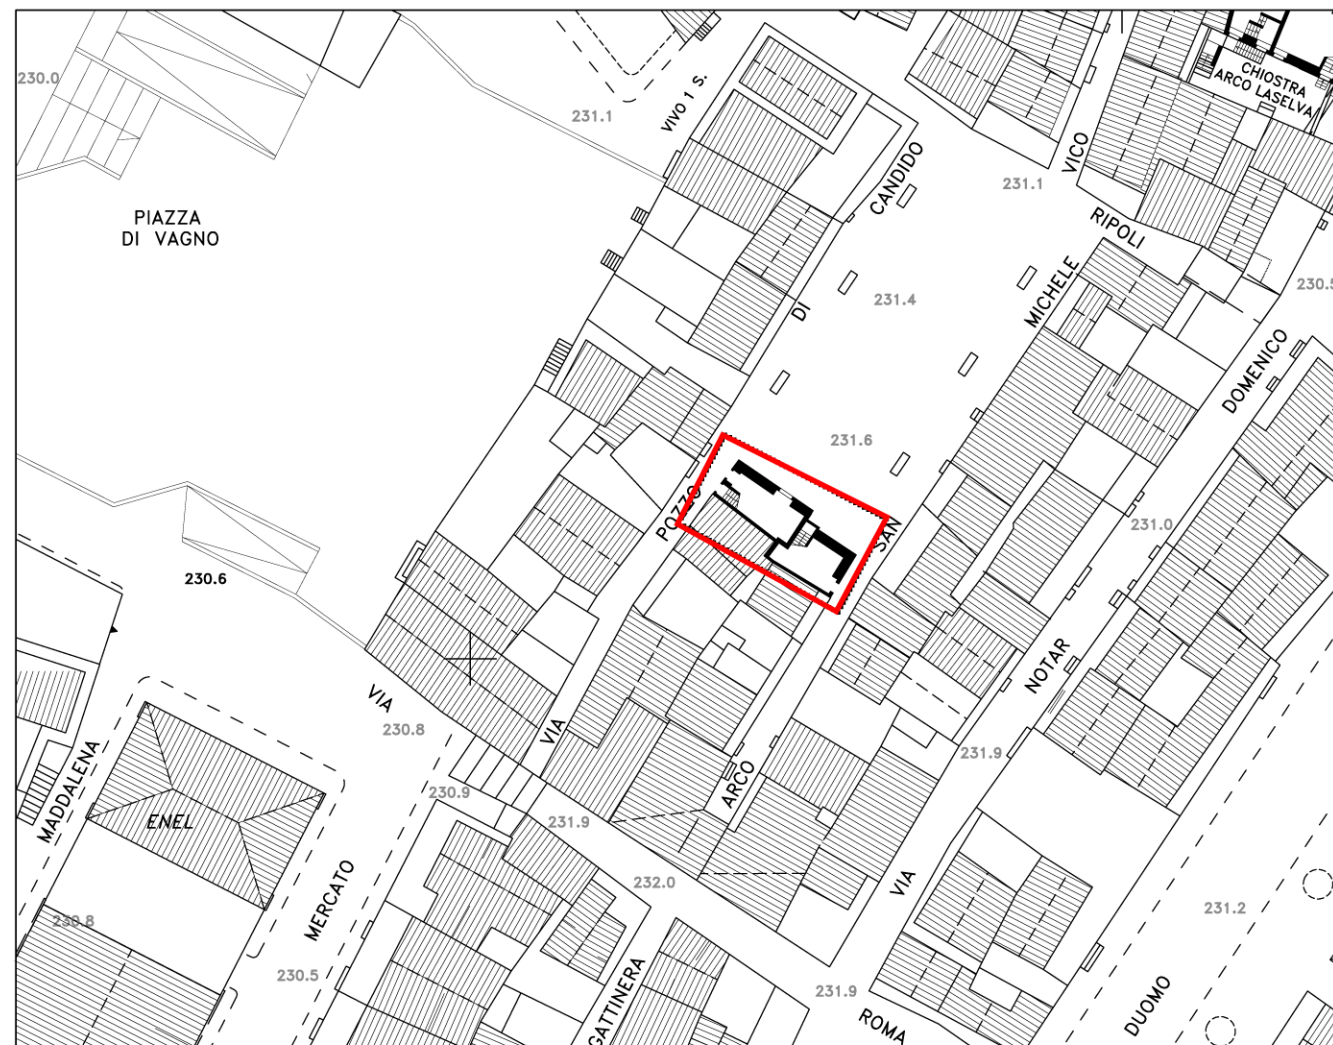 230.0
231.1
VIVO 1 S.
CHIOSTRA
ARCO LASELVA
VICO
CANDIDO
231.1
PIAZZA
DI VAGNO
RIPOLI
MICHELE
230.5
231.4
DI
DOMENICO
231.6
POZZO
SAN
231.0
230.6
NOTAR
VIA
230.8
VIA
231.9
MADDALENA
ARCO
230.9
ENEL
231.9
232.0
VIA
MERCATO
231.2
230.8
230.5
231.9
GATTINERA
DUOMO
ROMA